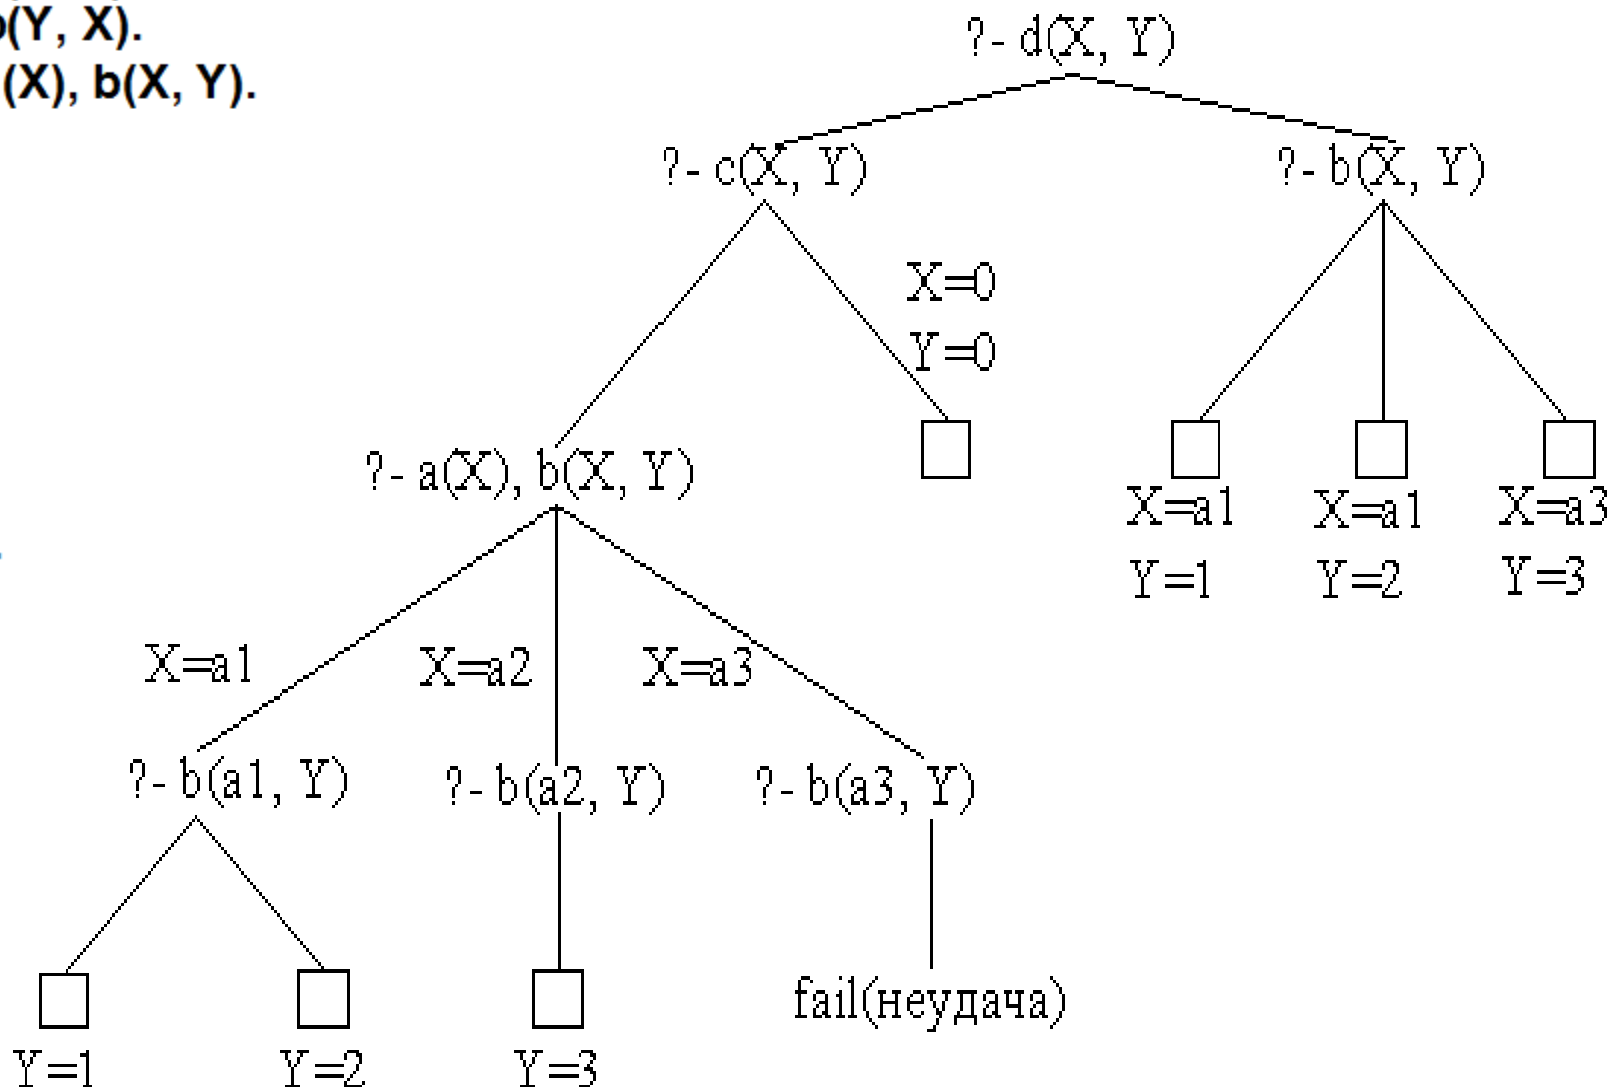 (Y, X).
(X), b(X, Y).
?- d(X, Y)
?- c(X, Y)
?- b(X, Y)
X=0
Y=0
?- a(X), b(X, Y)
X=a1
X=a1
X=a3
Y=1
Y=2
Y=3
X=a1
X=a2
X=a3
?- b(a1, Y)
?- b(a2, Y)
?- b(a3, Y)
fail(неудача)
Y=1
Y=2
Y=3